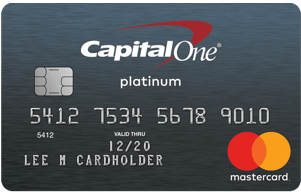 Capital One®
platinum
5412 7534 5678 9010
5412
VALID THRU
12/20
LEE M CARDHOLDER
mastercard